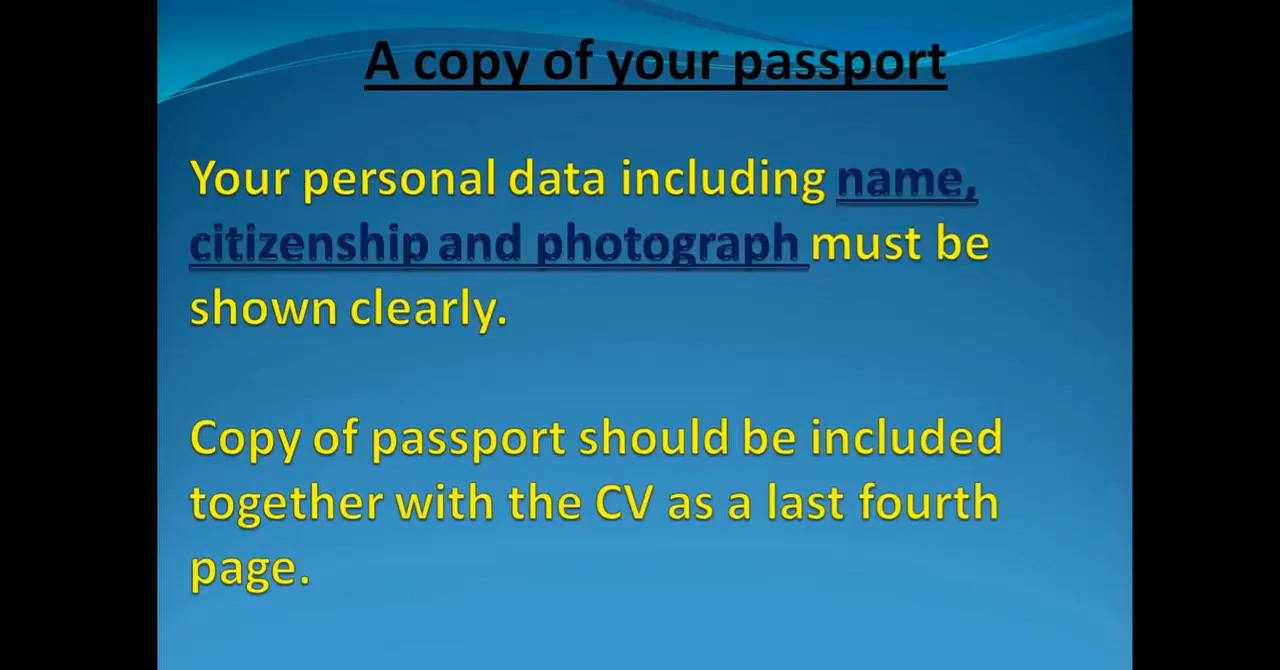 A copy of your passport
Your personal data including name,
citizenship and photograph must be
shown clearly.
Copy of passport should be included
together with the CV as a last fourth
page.